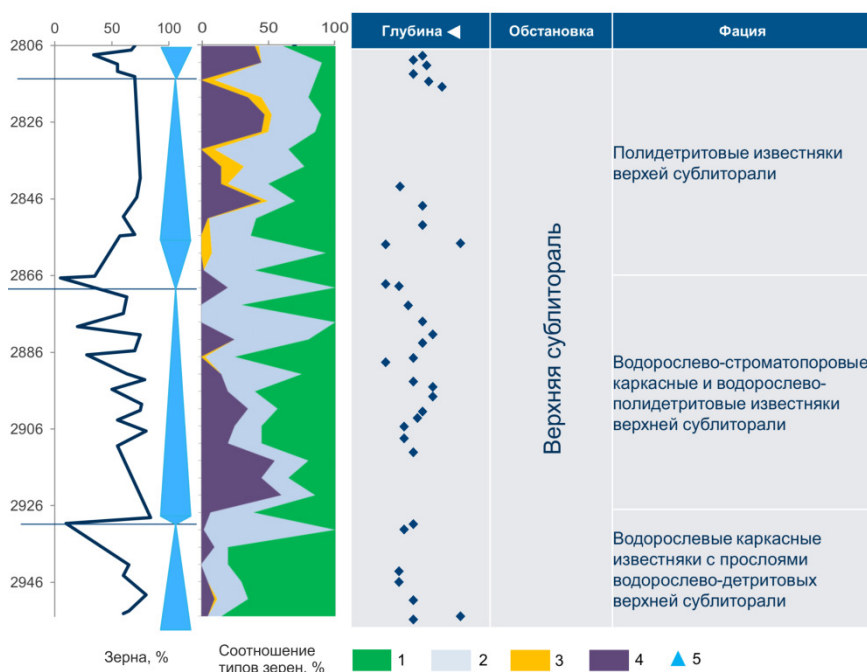 0 50 100
0 50 100
Глубина
Обстановка
Фация
2806
2826
2846
2866
2886
2906
2926
2946
Верхняя сублитораль
Полидетритовые известняки
верхей сублиторали
Водорослево-строматопоровые
каркасные и водорослево-
полидетритовые известняки
верхней сублиторали
Водорослевые каркасные
известняки с прослоями
водорослево-детритовых
верхней сублиторали
Зерна, %
Соотношение
типов зерен, %
1 2 3 4 5